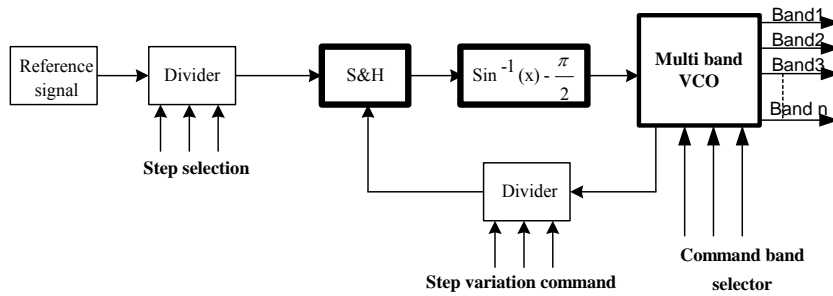 Reference
signal
Divider
Step selection
S&H
Sin⁻¹(x) - π/2
Multi band
VCO
Band1
Band2
Band3
Band n
Divider
Step variation command
Command band
selector